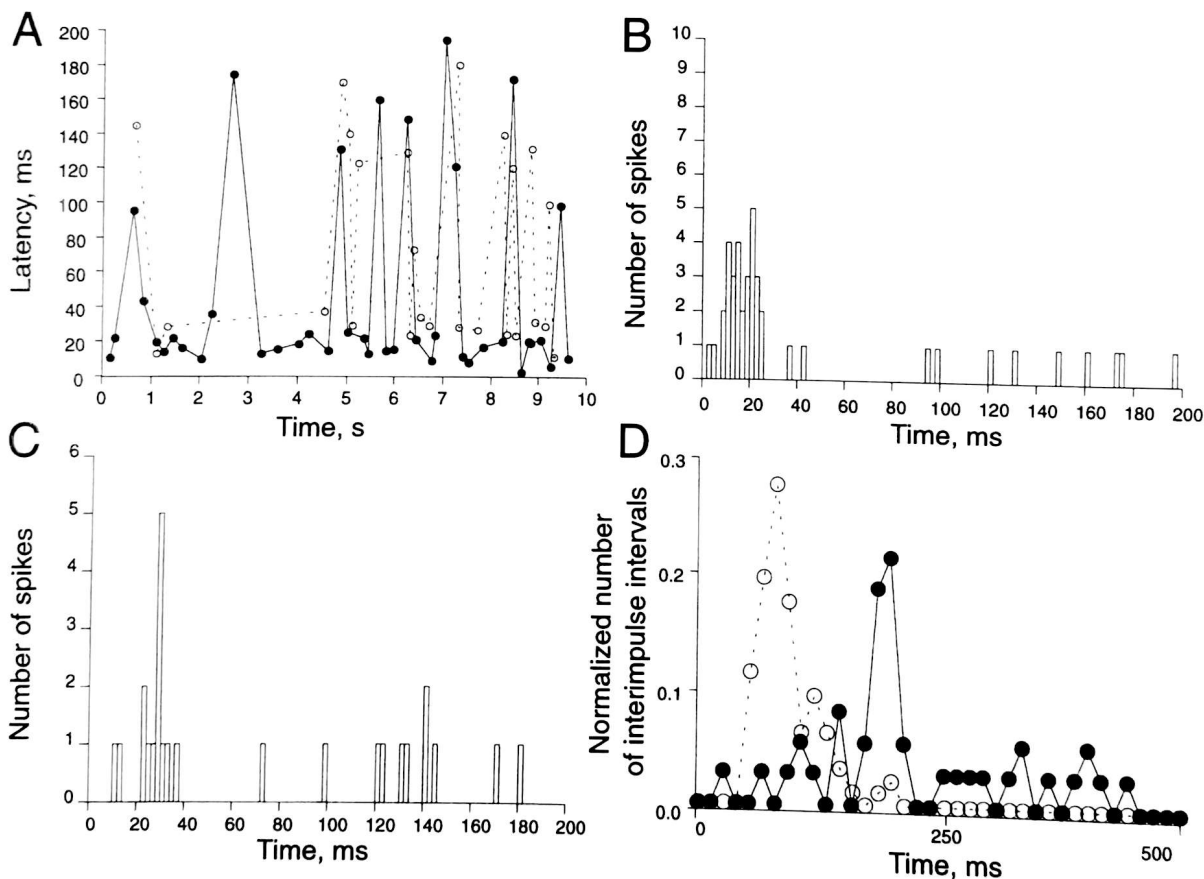 A
Latency, ms
200
180
160
140
120
100
80
60
40
20
0
0 1 2 3 4 5 6 7 8 9 10
Time, s
B
Number of spikes
10
9
8
7
6
5
4
3
2
1
0
0 20 40 60 80 100 120 140 160 180 200
Time, ms
C
Number of spikes
6
5
4
3
2
1
0
0 20 40 60 80 100 120 140 160 180 200
Time, ms
D
Normalized number
of interimpulse intervals
0.3
0.2
0.1
0.0
0 250 500
Time, ms